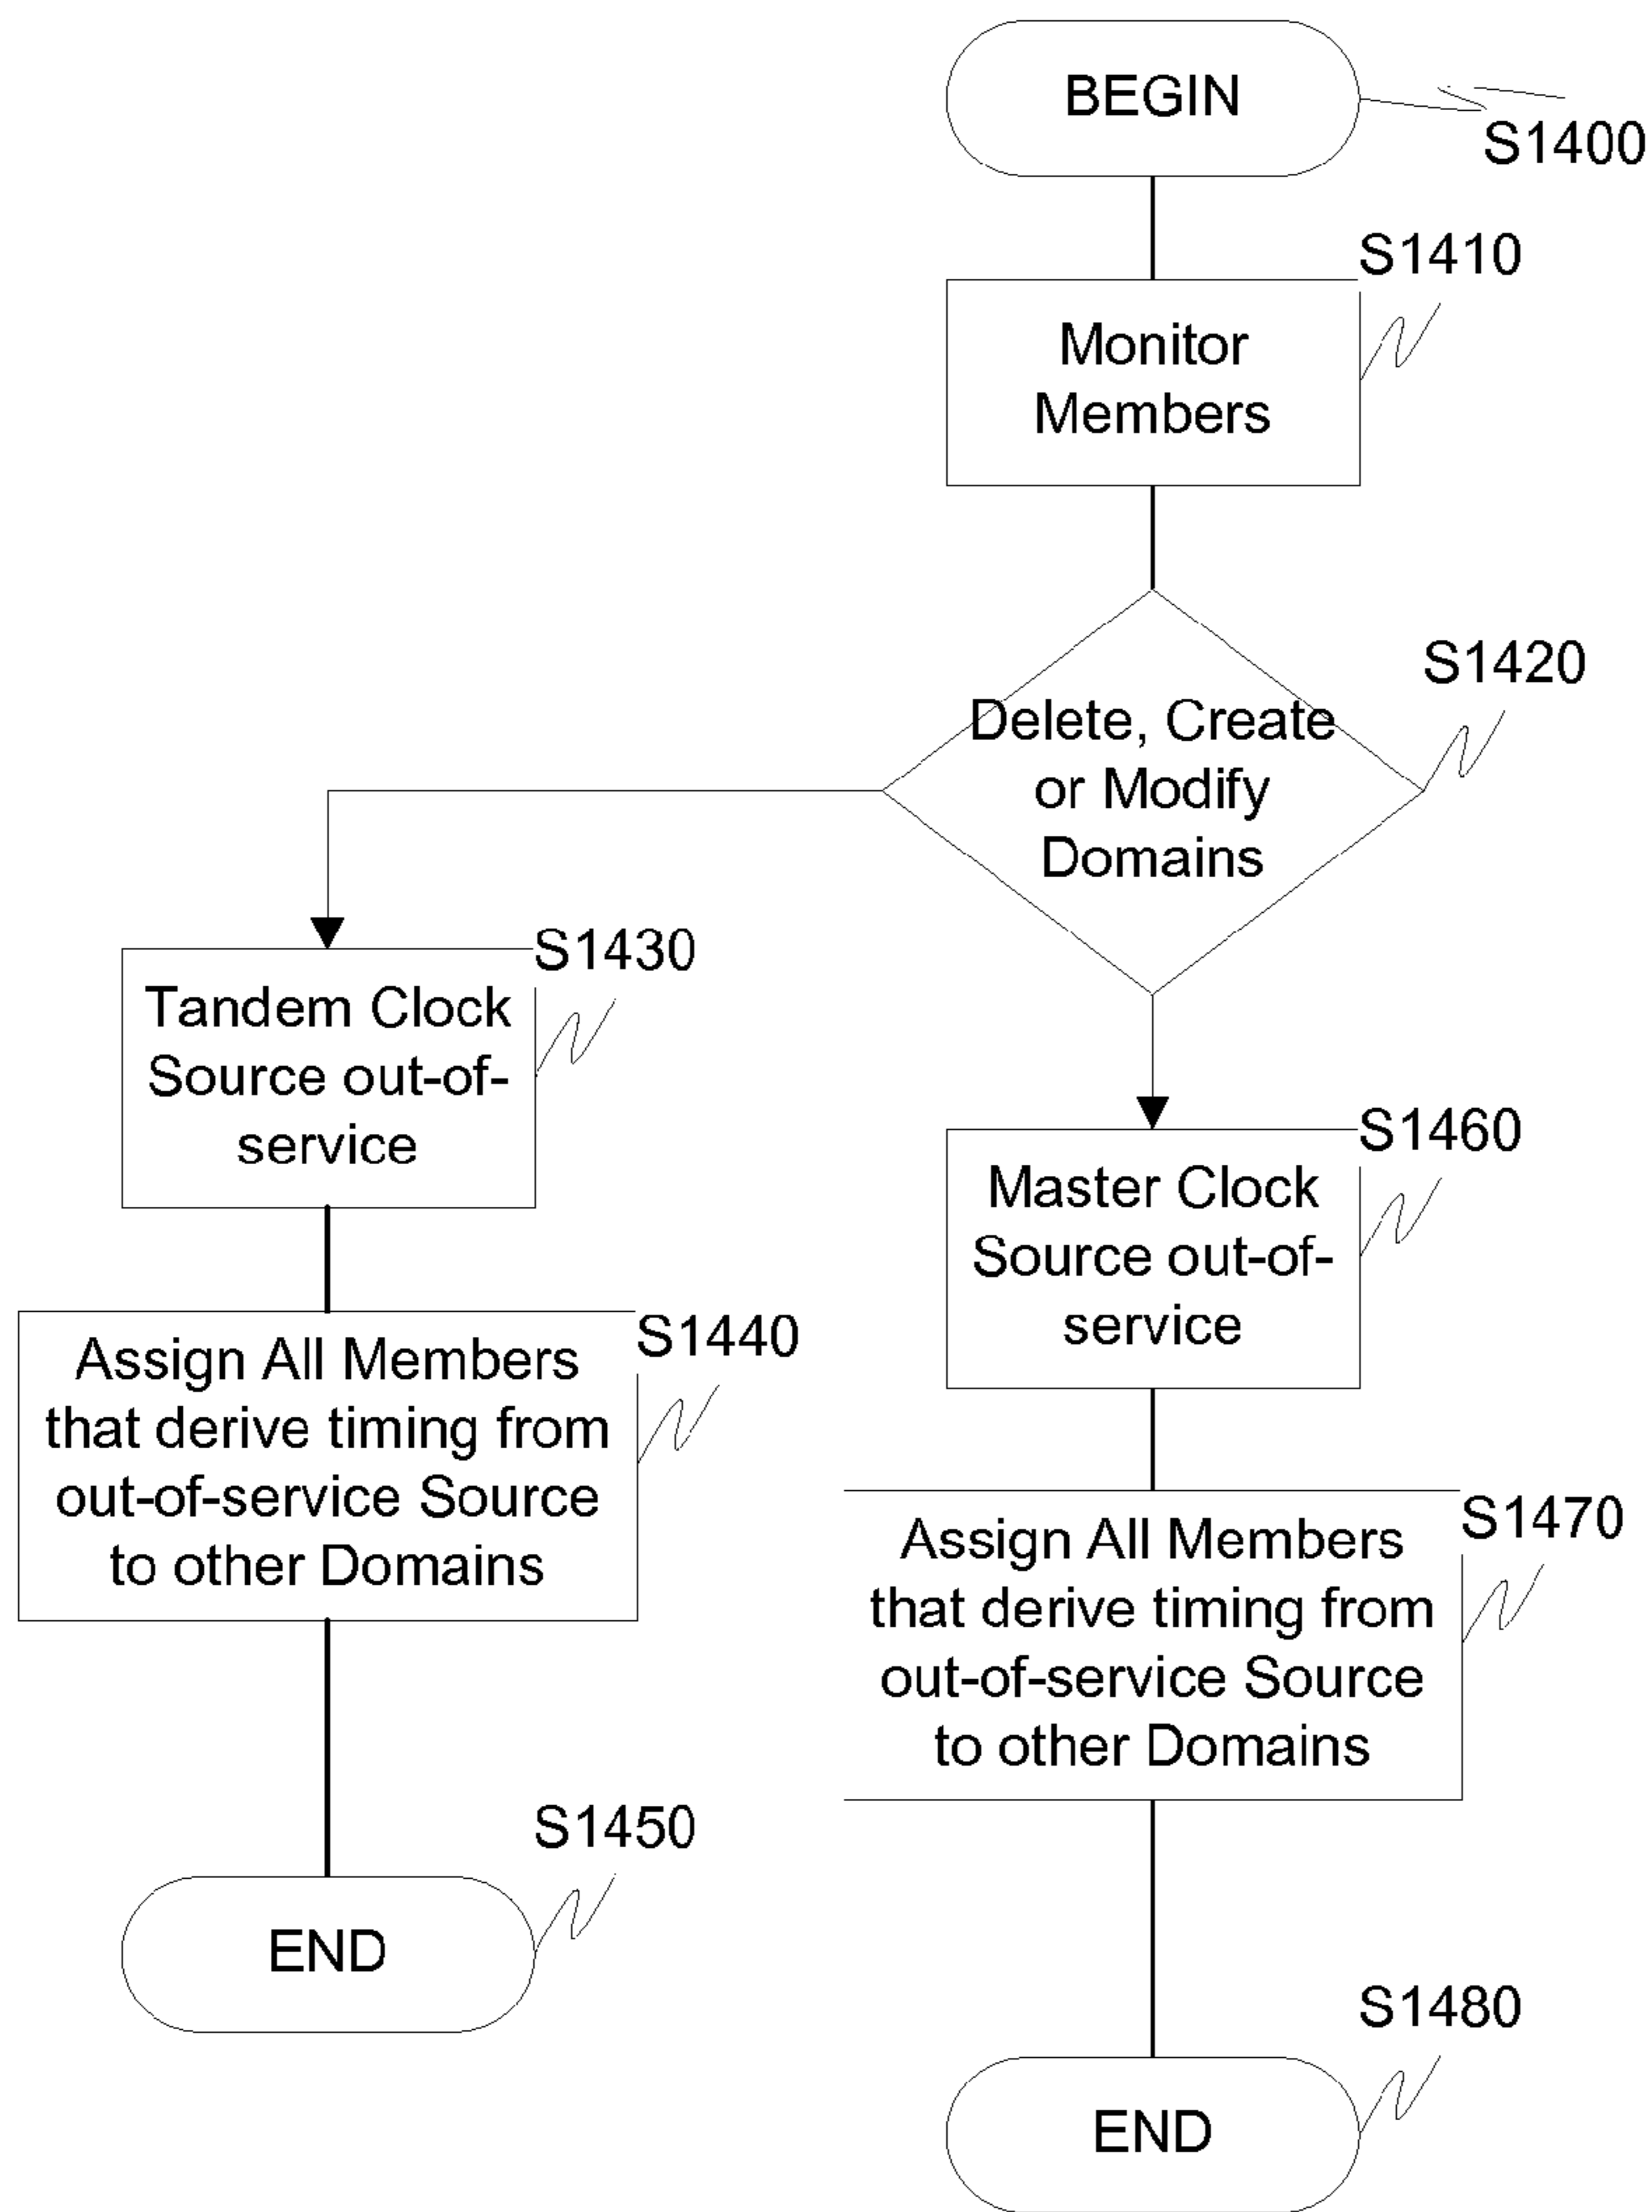 BEGIN
S1400
S1410
Monitor
Members
S1420
Delete, Create
or Modify
Domains
S1430
Tandem Clock
Source out-of-
service
S1440
Assign All Members
that derive timing from
out-of-service Source
to other Domains
S1450
END
S1460
Master Clock
Source out-of-
service
S1470
Assign All Members
that derive timing from
out-of-service Source
to other Domains
S1480
END